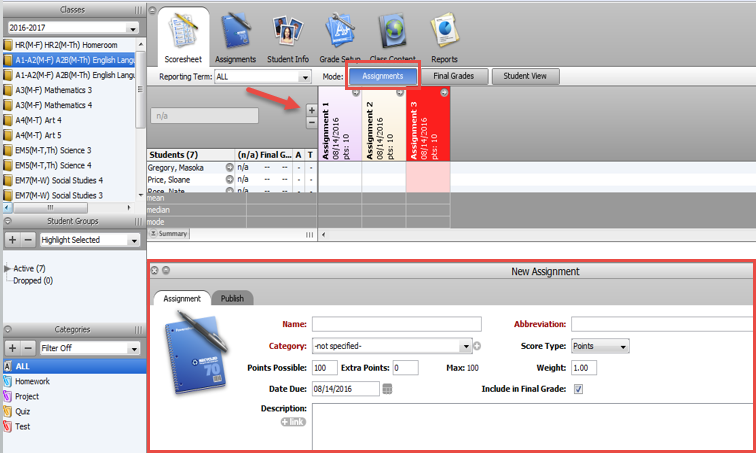 Classes
2016-2017
HR(M-F) HR2(M-Th) Homeroom
A1-A2(M-F) A2B(M-Th) English Langu
A1-A2(M-F) A2B(M-Th) English Langu
A3(M-F) Mathematics 3
A3(M-F) Mathematics 4
A4(M-T) Art 4
A4(M-T) Art 5
EM5(M-T,Th) Science 3
EM5(M-T,Th) Science 4
EM7(M-W) Social Studies 4
EM7(M-W) Social Studies 3
Student Groups
Highlight Selected
Active (7)
Dropped (0)
Categories
Filter Off
ALL
Homework
Project
Quiz
Test
Scoresheet
Assignments
Student Info
Grade Setup
Class Content
Reports
Reporting Term: ALL
Mode: Assignments Final Grades Student View
n/a
Assignment 1
08/14/2016
pts: 10
Assignment 2
08/14/2016
pts: 10
Assignment 3
08/14/2016
pts: 10
Students (7) (n/a) Final G... A T
Gregory, Masoka n/a -- -- - -
Price, Sloane n/a -- -- - -
Rose, Nate
mean
median
mode
Summary
New Assignment
Assignment Publish
RECYCLED
70
Name: Abbreviation:
Category: -not specified- Score Type: Points
Points Possible: 100 Extra Points: 0 Max: 100 Weight: 1.00
Date Due: 08/14/2016 Include in Final Grade:
Description:
+ link